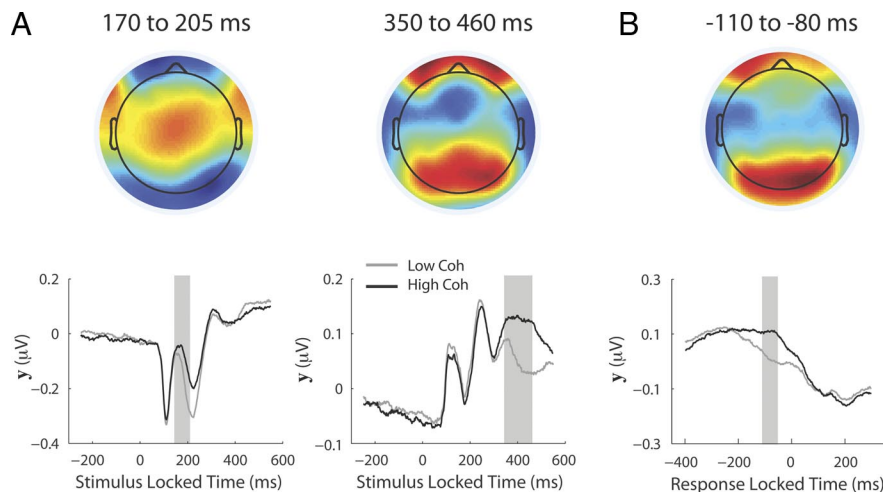 A
170 to 205 ms
350 to 460 ms
B
-110 to -80 ms
Low Coh
High Coh
0.2
0
−0.2
−0.4
y (μV)
−200
0
200
400
600
Stimulus Locked Time (ms)
0.2
0.1
0
−0.1
y (μV)
−200
0
200
400
600
Stimulus Locked Time (ms)
0.3
0.1
−0.1
−0.3
y (μV)
−400
−200
0
200
Response Locked Time (ms)